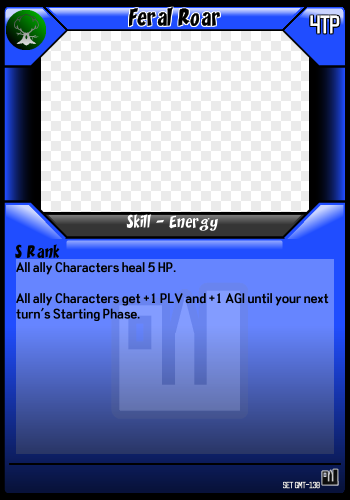 Feral Roar
4TP
Skill - Energy
S Rank
All ally Characters heal 5 HP.
All ally Characters get +1 PLV and +1 AGI until your next
turn's Starting Phase.
SET GMT-138